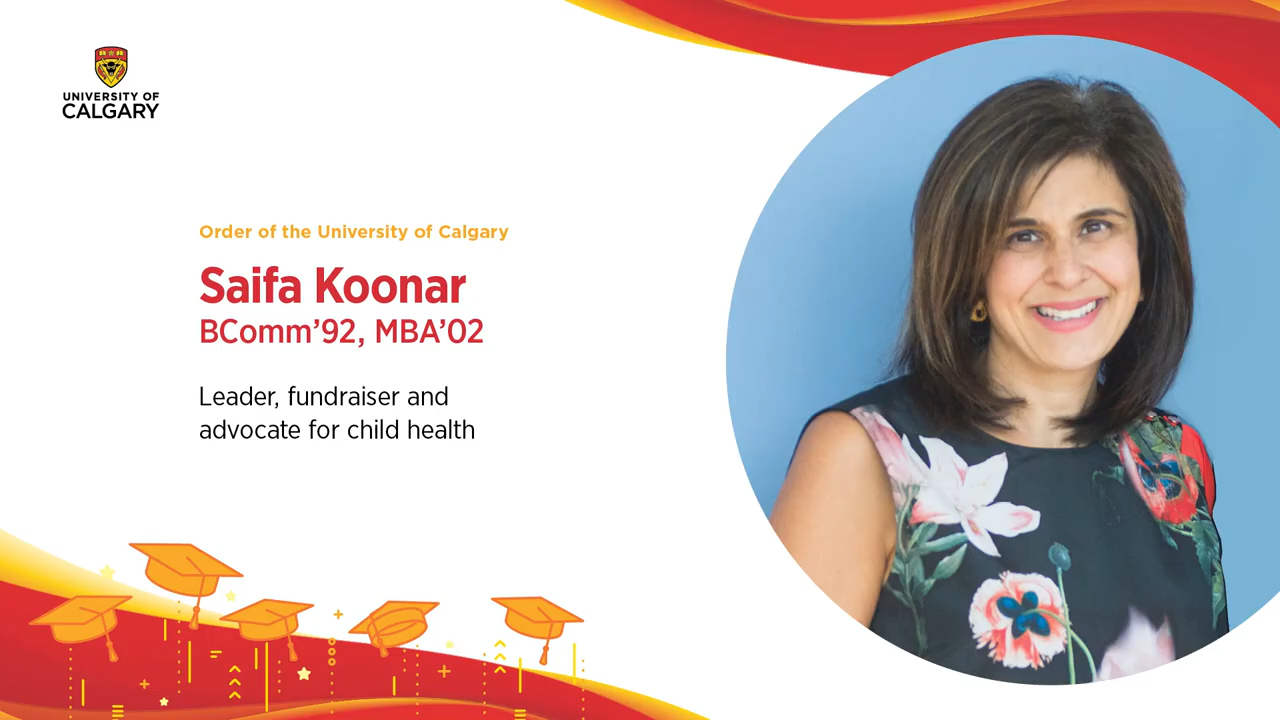 UNIVERSITY OF
CALGARY
Order of the University of Calgary
Saifa Koonar
BComm’92, MBA’02
Leader, fundraiser and
advocate for child health